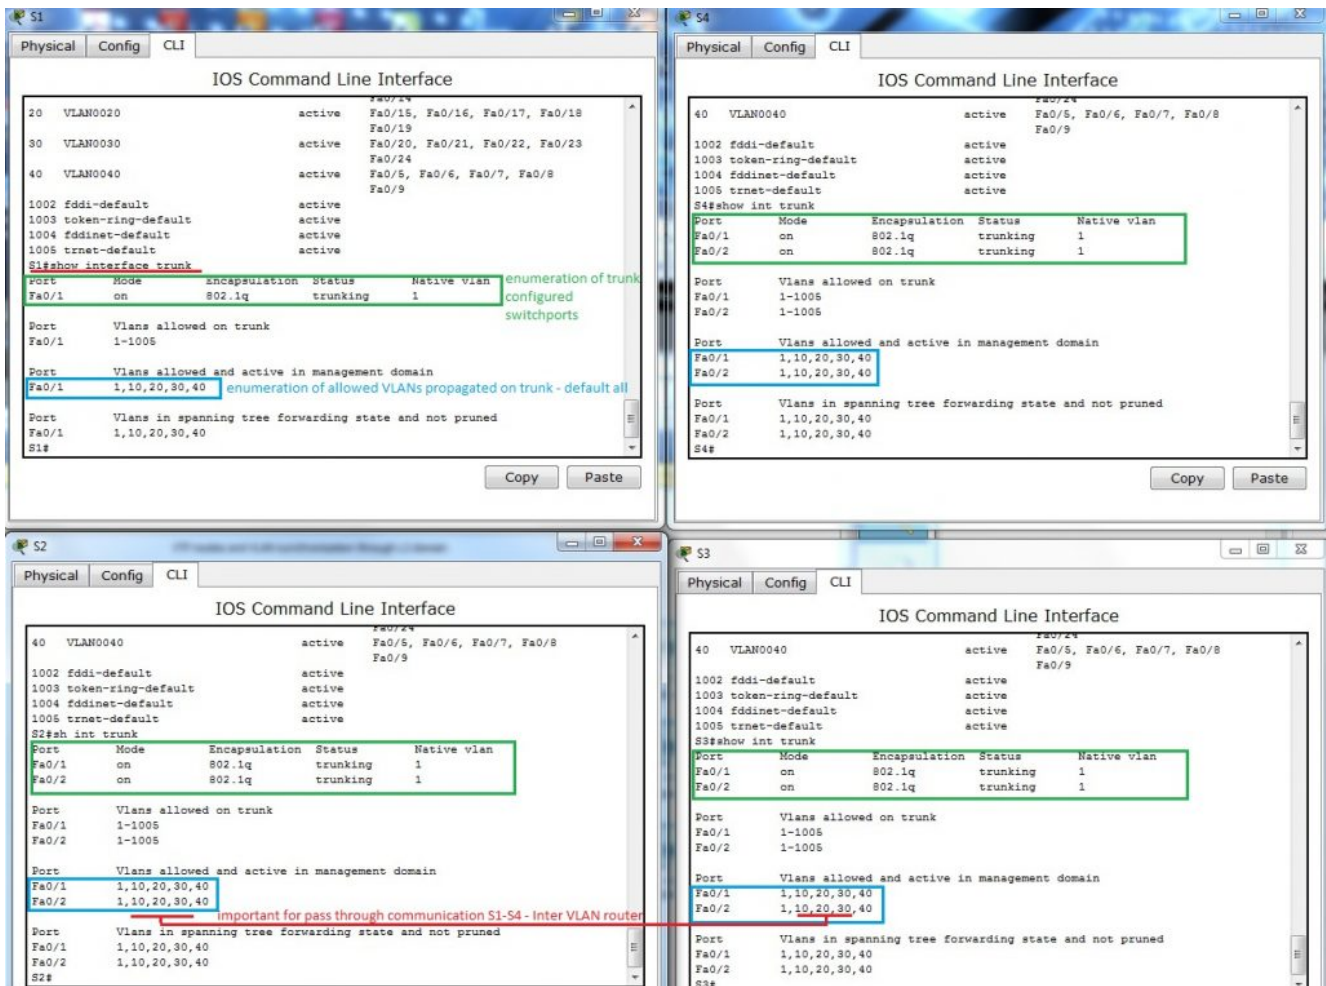 S1
Physical Config CLI
IOS Command Line Interface
Fa0/14
20 VLAN0020 active Fa0/15, Fa0/16, Fa0/17, Fa0/18
Fa0/19
30 VLAN0030 active Fa0/20, Fa0/21, Fa0/22, Fa0/23
Fa0/24
40 VLAN0040 active Fa0/5, Fa0/6, Fa0/7, Fa0/8
Fa0/9
1002 fddi-default active
1003 token-ring-default active
1004 fddinet-default active
1005 trnet-default active
S1#show interface trunk
Port Mode Encapsulation Status Native vlan
Fa0/1 on 802.1q trunking 1
enumeration of trunk
configured
switchports
Port Vlans allowed on trunk
Fa0/1 1-1005
Port Vlans allowed and active in management domain
Fa0/1 1,10,20,30,40 enumeration of allowed VLANs propagated on trunk - default all
Port Vlans in spanning tree forwarding state and not pruned
Fa0/1 1,10,20,30,40
S1#
Copy Paste
S4
Physical Config CLI
IOS Command Line Interface
Fa0/24
40 VLAN0040 active Fa0/5, Fa0/6, Fa0/7, Fa0/8
Fa0/9
1002 fddi-default active
1003 token-ring-default active
1004 fddinet-default active
1005 trnet-default active
S4#show int trunk
Port Mode Encapsulation Status Native vlan
Fa0/1 on 802.1q trunking 1
Fa0/2 on 802.1q trunking 1
Port Vlans allowed on trunk
Fa0/1 1-1005
Fa0/2 1-1005
Port Vlans allowed and active in management domain
Fa0/1 1,10,20,30,40
Fa0/2 1,10,20,30,40
Port Vlans in spanning tree forwarding state and not pruned
Fa0/1 1,10,20,30,40
Fa0/2 1,10,20,30,40
S4#
Copy Paste
S2
Physical Config CLI
IOS Command Line Interface
Fa0/24
40 VLAN0040 active Fa0/5, Fa0/6, Fa0/7, Fa0/8
Fa0/9
1002 fddi-default active
1003 token-ring-default active
1004 fddinet-default active
1005 trnet-default active
S2#sh int trunk
Port Mode Encapsulation Status Native vlan
Fa0/1 on 802.1q trunking 1
Fa0/2 on 802.1q trunking 1
Port Vlans allowed on trunk
Fa0/1 1-1005
Fa0/2 1-1005
Port Vlans allowed and active in management domain
Fa0/1 1,10,20,30,40
Fa0/2 1,10,20,30,40
important for pass through communication S1-S4 - Inter VLAN router
Port Vlans in spanning tree forwarding state and not pruned
Fa0/1 1,10,20,30,40
Fa0/2 1,10,20,30,40
S2#
S3
Physical Config CLI
IOS Command Line Interface
Fa0/24
40 VLAN0040 active Fa0/5, Fa0/6, Fa0/7, Fa0/8
Fa0/9
1002 fddi-default active
1003 token-ring-default active
1004 fddinet-default active
1005 trnet-default active
S3#show int trunk
Port Mode Encapsulation Status Native vlan
Fa0/1 on 802.1q trunking 1
Fa0/2 on 802.1q trunking 1
Port Vlans allowed on trunk
Fa0/1 1-1005
Fa0/2 1-1005
Port Vlans allowed and active in management domain
Fa0/1 1,10,20,30,40
Fa0/2 1,10,20,30,40
Port Vlans in spanning tree forwarding state and not pruned
Fa0/1 1,10,20,30,40
Fa0/2 1,10,20,30,40
S3#